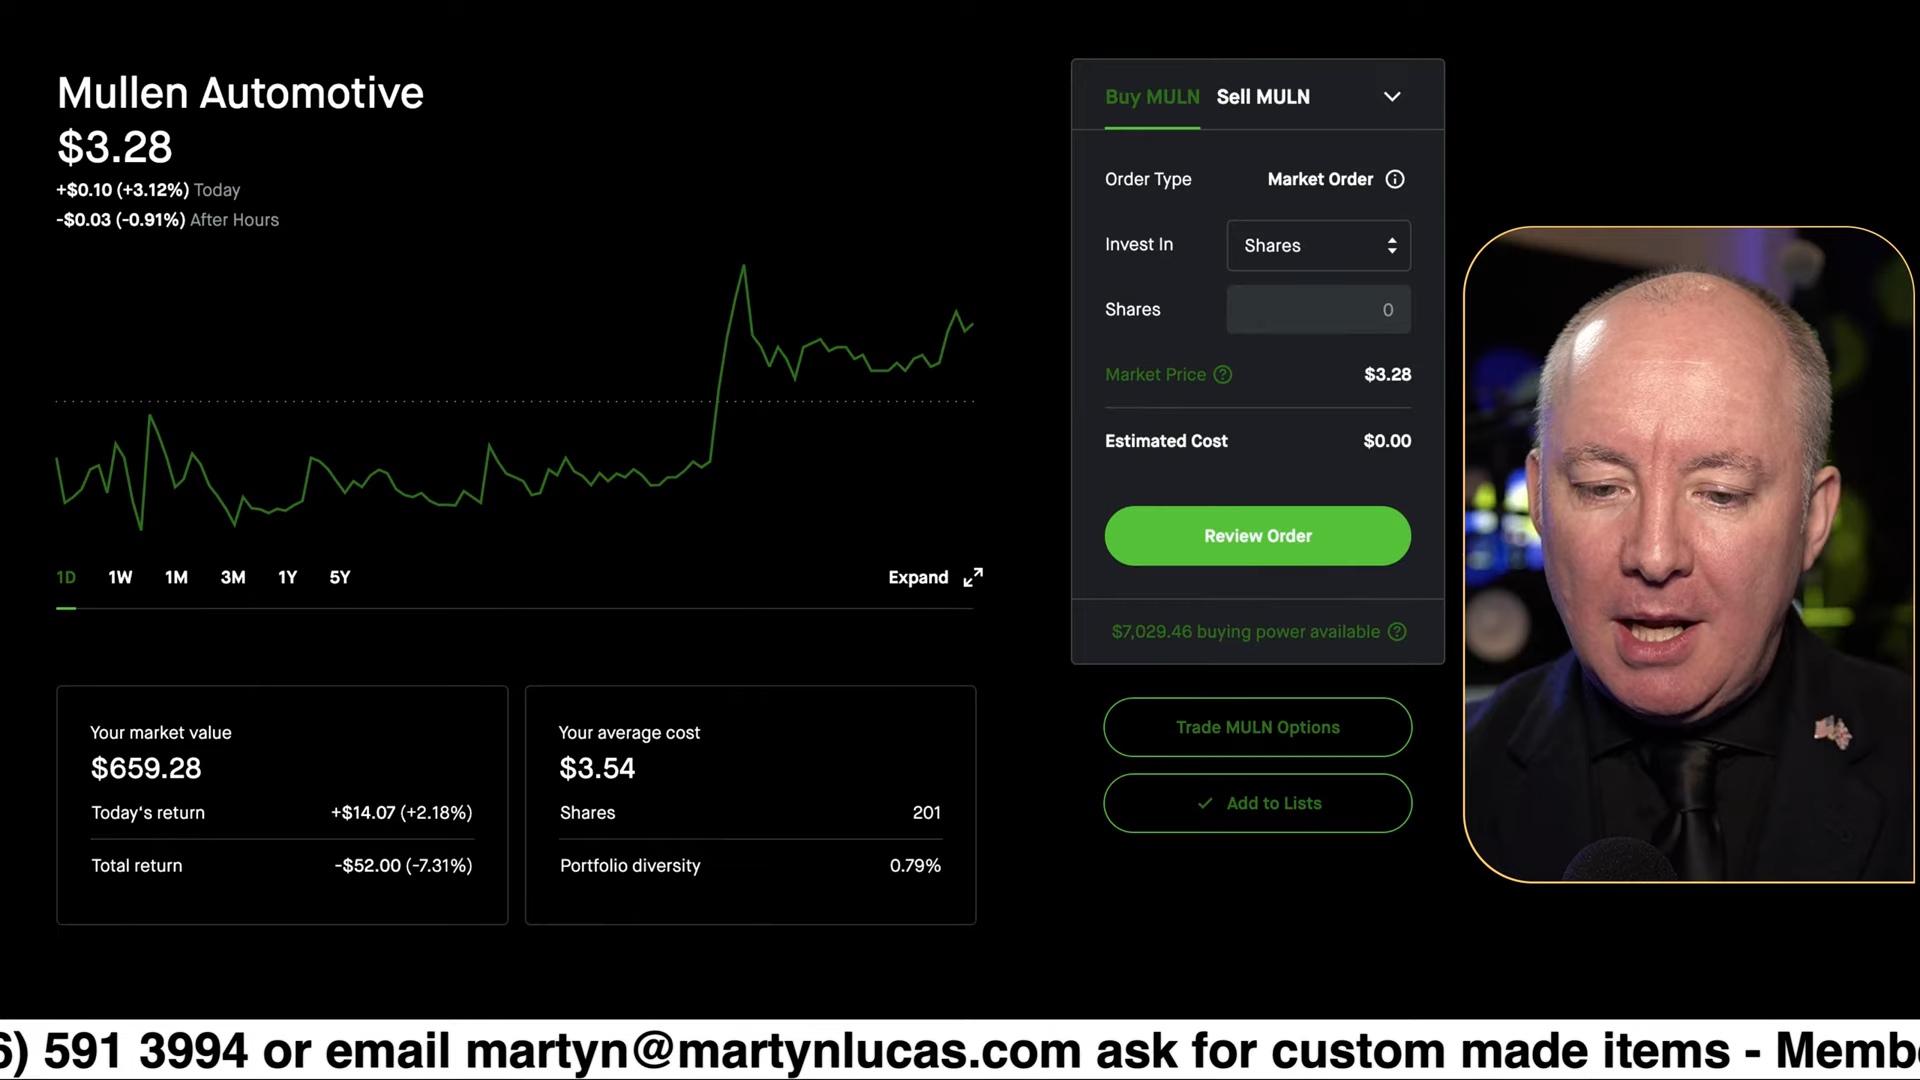 Mullen Automotive
$3.28
+$0.10 (+3.12%) Today
-$0.03 (-0.91%) After Hours
1D 1W 1M 3M 1Y 5Y Expand
Your market value
$659.28
Today's return +$14.07 (+2.18%)
Total return -$52.00 (-7.31%)
Your average cost
$3.54
Shares 201
Portfolio diversity 0.79%
Buy MULN Sell MULN
Order Type Market Order
Invest In Shares
Shares 0
Market Price $3.28
Estimated Cost $0.00
Review Order
$7,029.46 buying power available
Trade MULN Options
Add to Lists
6) 591 3994 or email martyn@martynlucas.com ask for custom made items - Membe